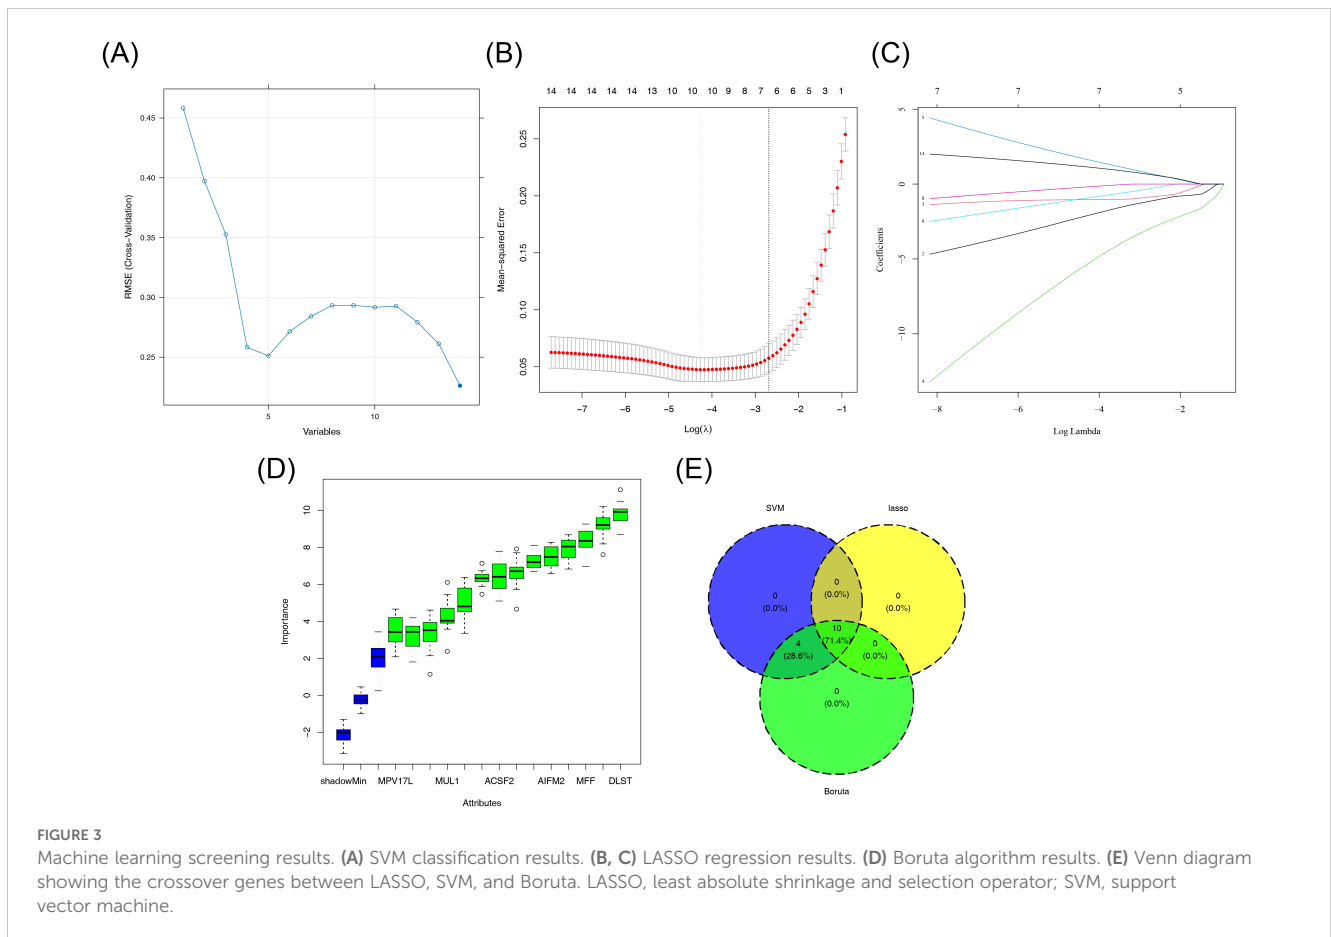 (A)
(B)
(C)
0.45
0.40
0.35
0.30
0.25
RMSE (Cross−Validation)
5 10
Variables
14 14 14 14 14 13 10 10 10 9 8 7 6 6 5 3 1
0.25
0.20
0.15
0.10
0.05
Mean−squared Error
−7 −6 −5 −4 −3 −2 −1
Log(λ)
7 7 7 5
5
0
−5
−10
Coefficients
14
6
2
4
−8 −6 −4 −2
Log Lambda
(D)
(E)
10
8
6
4
2
0
−2
Importance
shadowMin MPV17L MUL1 ACSF2 AIFM2 MFF DLST
Attributes
SVM
lasso
0
(0.0%)
0
(0.0%)
0
(0.0%)
10
(71.4%)
4
(28.6%)
0
(0.0%)
0
(0.0%)
Boruta
FIGURE 3
Machine learning screening results. (A) SVM classification results. (B, C) LASSO regression results. (D) Boruta algorithm results. (E) Venn diagram
showing the crossover genes between LASSO, SVM, and Boruta. LASSO, least absolute shrinkage and selection operator; SVM, support
vector machine.